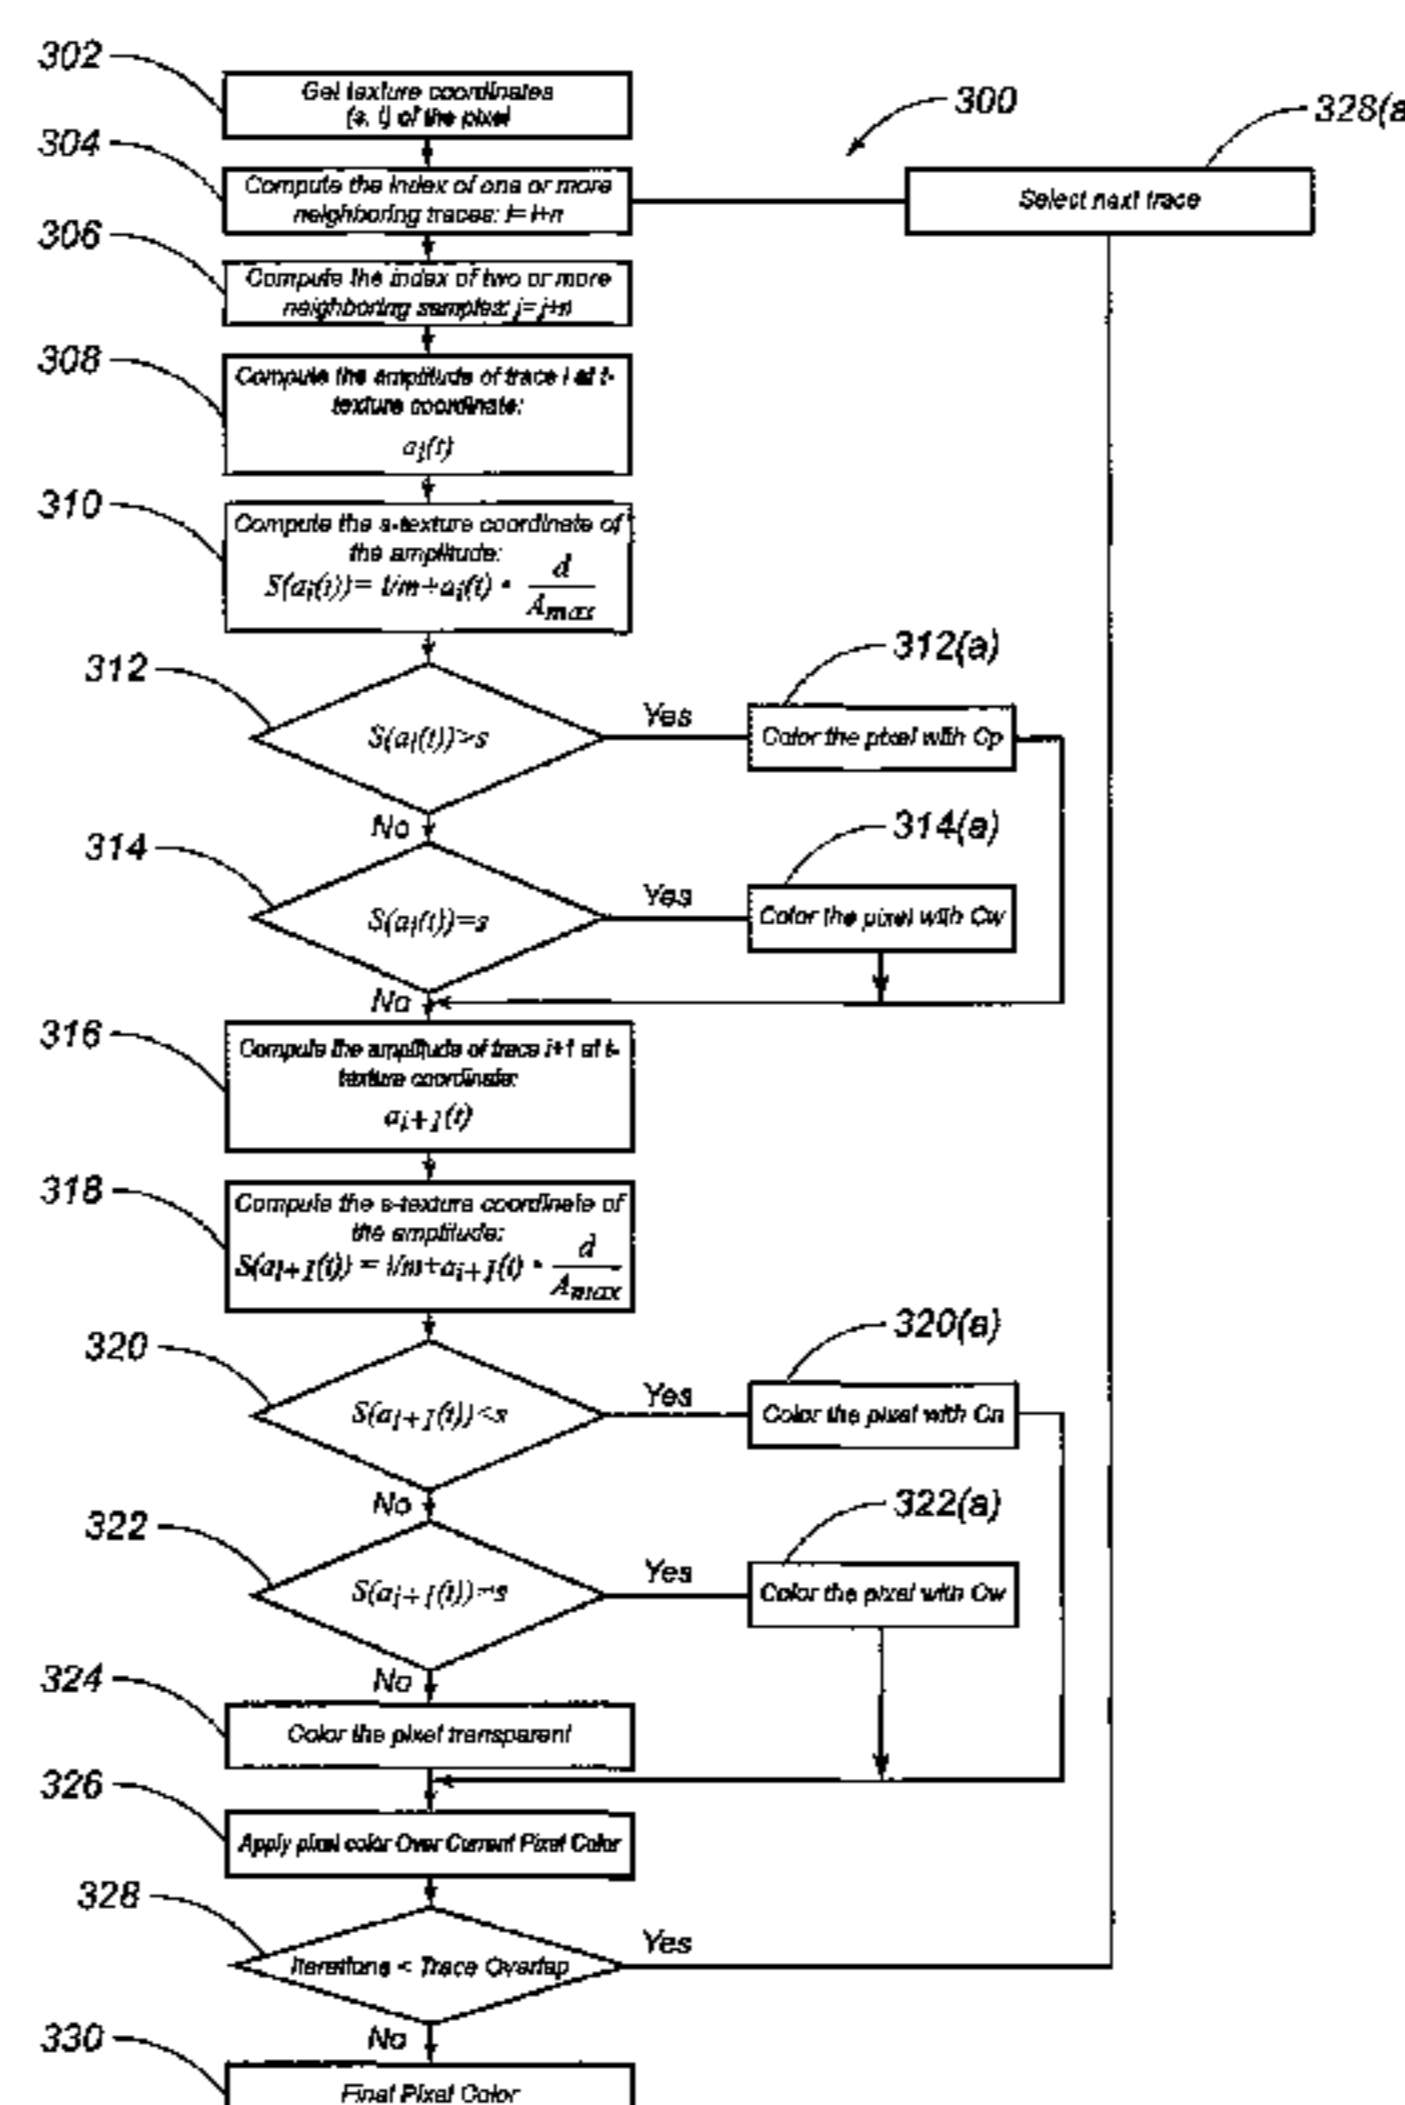 302
Get texture coordinates
(s, t) of the pixel
300
328(a
304
Compute the index of one or more
neighboring traces: i= i+n
Select next trace
306
Compute the index of two or more
neighboring samples: j= j+n
308
Compute the amplitude of trace i at t-
texture coordinate:
ai(t)
310
Compute the s-texture coordinate of
the amplitude:
S(ai(t))= i/m+ai(t) • d
Amax
312
S(ai(t))>s
Yes
312(a)
Color the pixel with Cp
No
314
S(ai(t))=s
Yes
314(a)
Color the pixel with Cw
No
316
Compute the amplitude of trace i+1 at t-
texture coordinate:
ai+1(t)
318
Compute the s-texture coordinate of
the amplitude:
S(ai+1(t)) = i/m+ai+1(t) • d
Amax
320
S(ai+1(t))<s
Yes
320(a)
Color the pixel with Cn
No
322
S(ai+1(t))=s
Yes
322(a)
Color the pixel with Cw
No
324
Color the pixel transparent
326
Apply pixel color Over Current Pixel Color
328
Iterations < Trace Overlap
Yes
No
330
Final Pixel Color